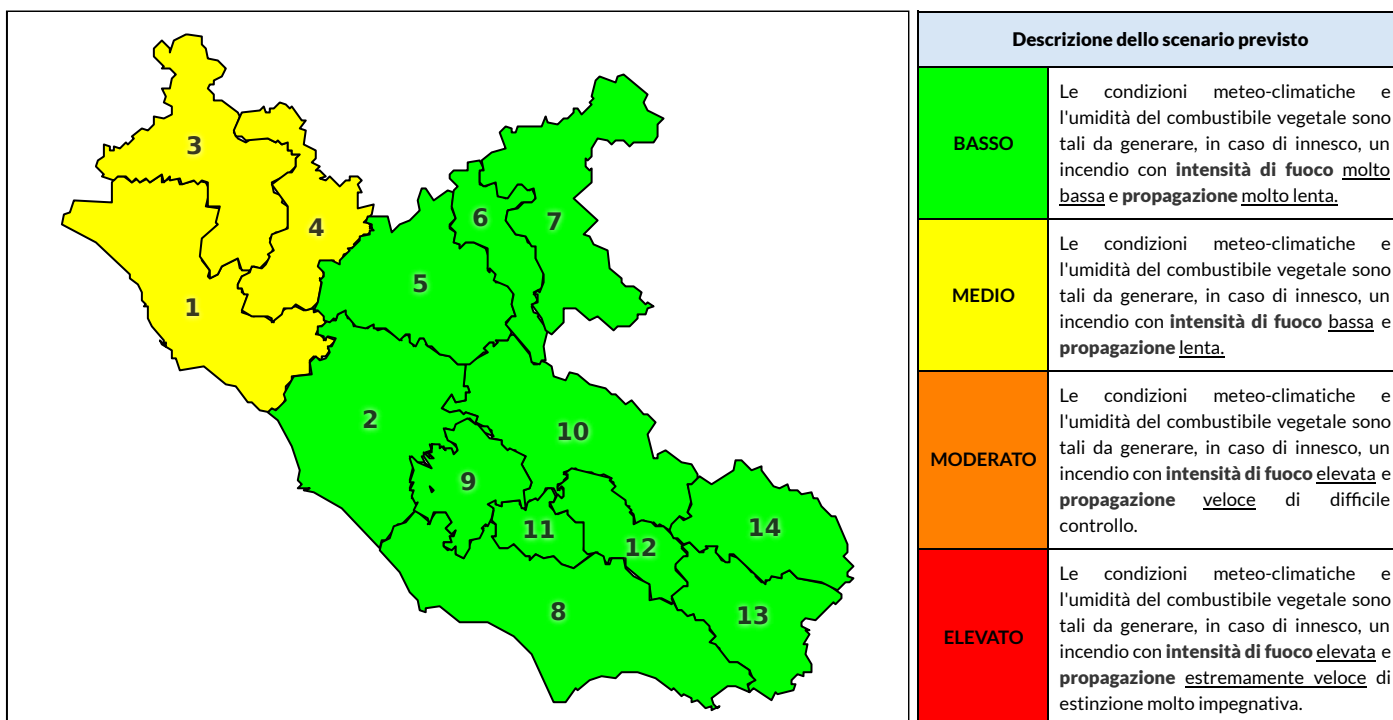 3
4
6
7
5
1
2
10
9
11
12
14
8
13
Descrizione dello scenario previsto
BASSO
Le condizioni meteo-climatiche e
l'umidità del combustibile vegetale sono
tali da generare, in caso di innesco, un
incendio con intensità di fuoco molto
bassa e propagazione molto lenta.
MEDIO
Le condizioni meteo-climatiche e
l'umidità del combustibile vegetale sono
tali da generare, in caso di innesco, un
incendio con intensità di fuoco bassa e
propagazione lenta.
MODERATO
Le condizioni meteo-climatiche e
l'umidità del combustibile vegetale sono
tali da generare, in caso di innesco, un
incendio con intensità di fuoco elevata e
propagazione veloce di difficile
controllo.
ELEVATO
Le condizioni meteo-climatiche e
l'umidità del combustibile vegetale sono
tali da generare, in caso di innesco, un
incendio con intensità di fuoco elevata e
propagazione estremamente veloce di
estinzione molto impegnativa.